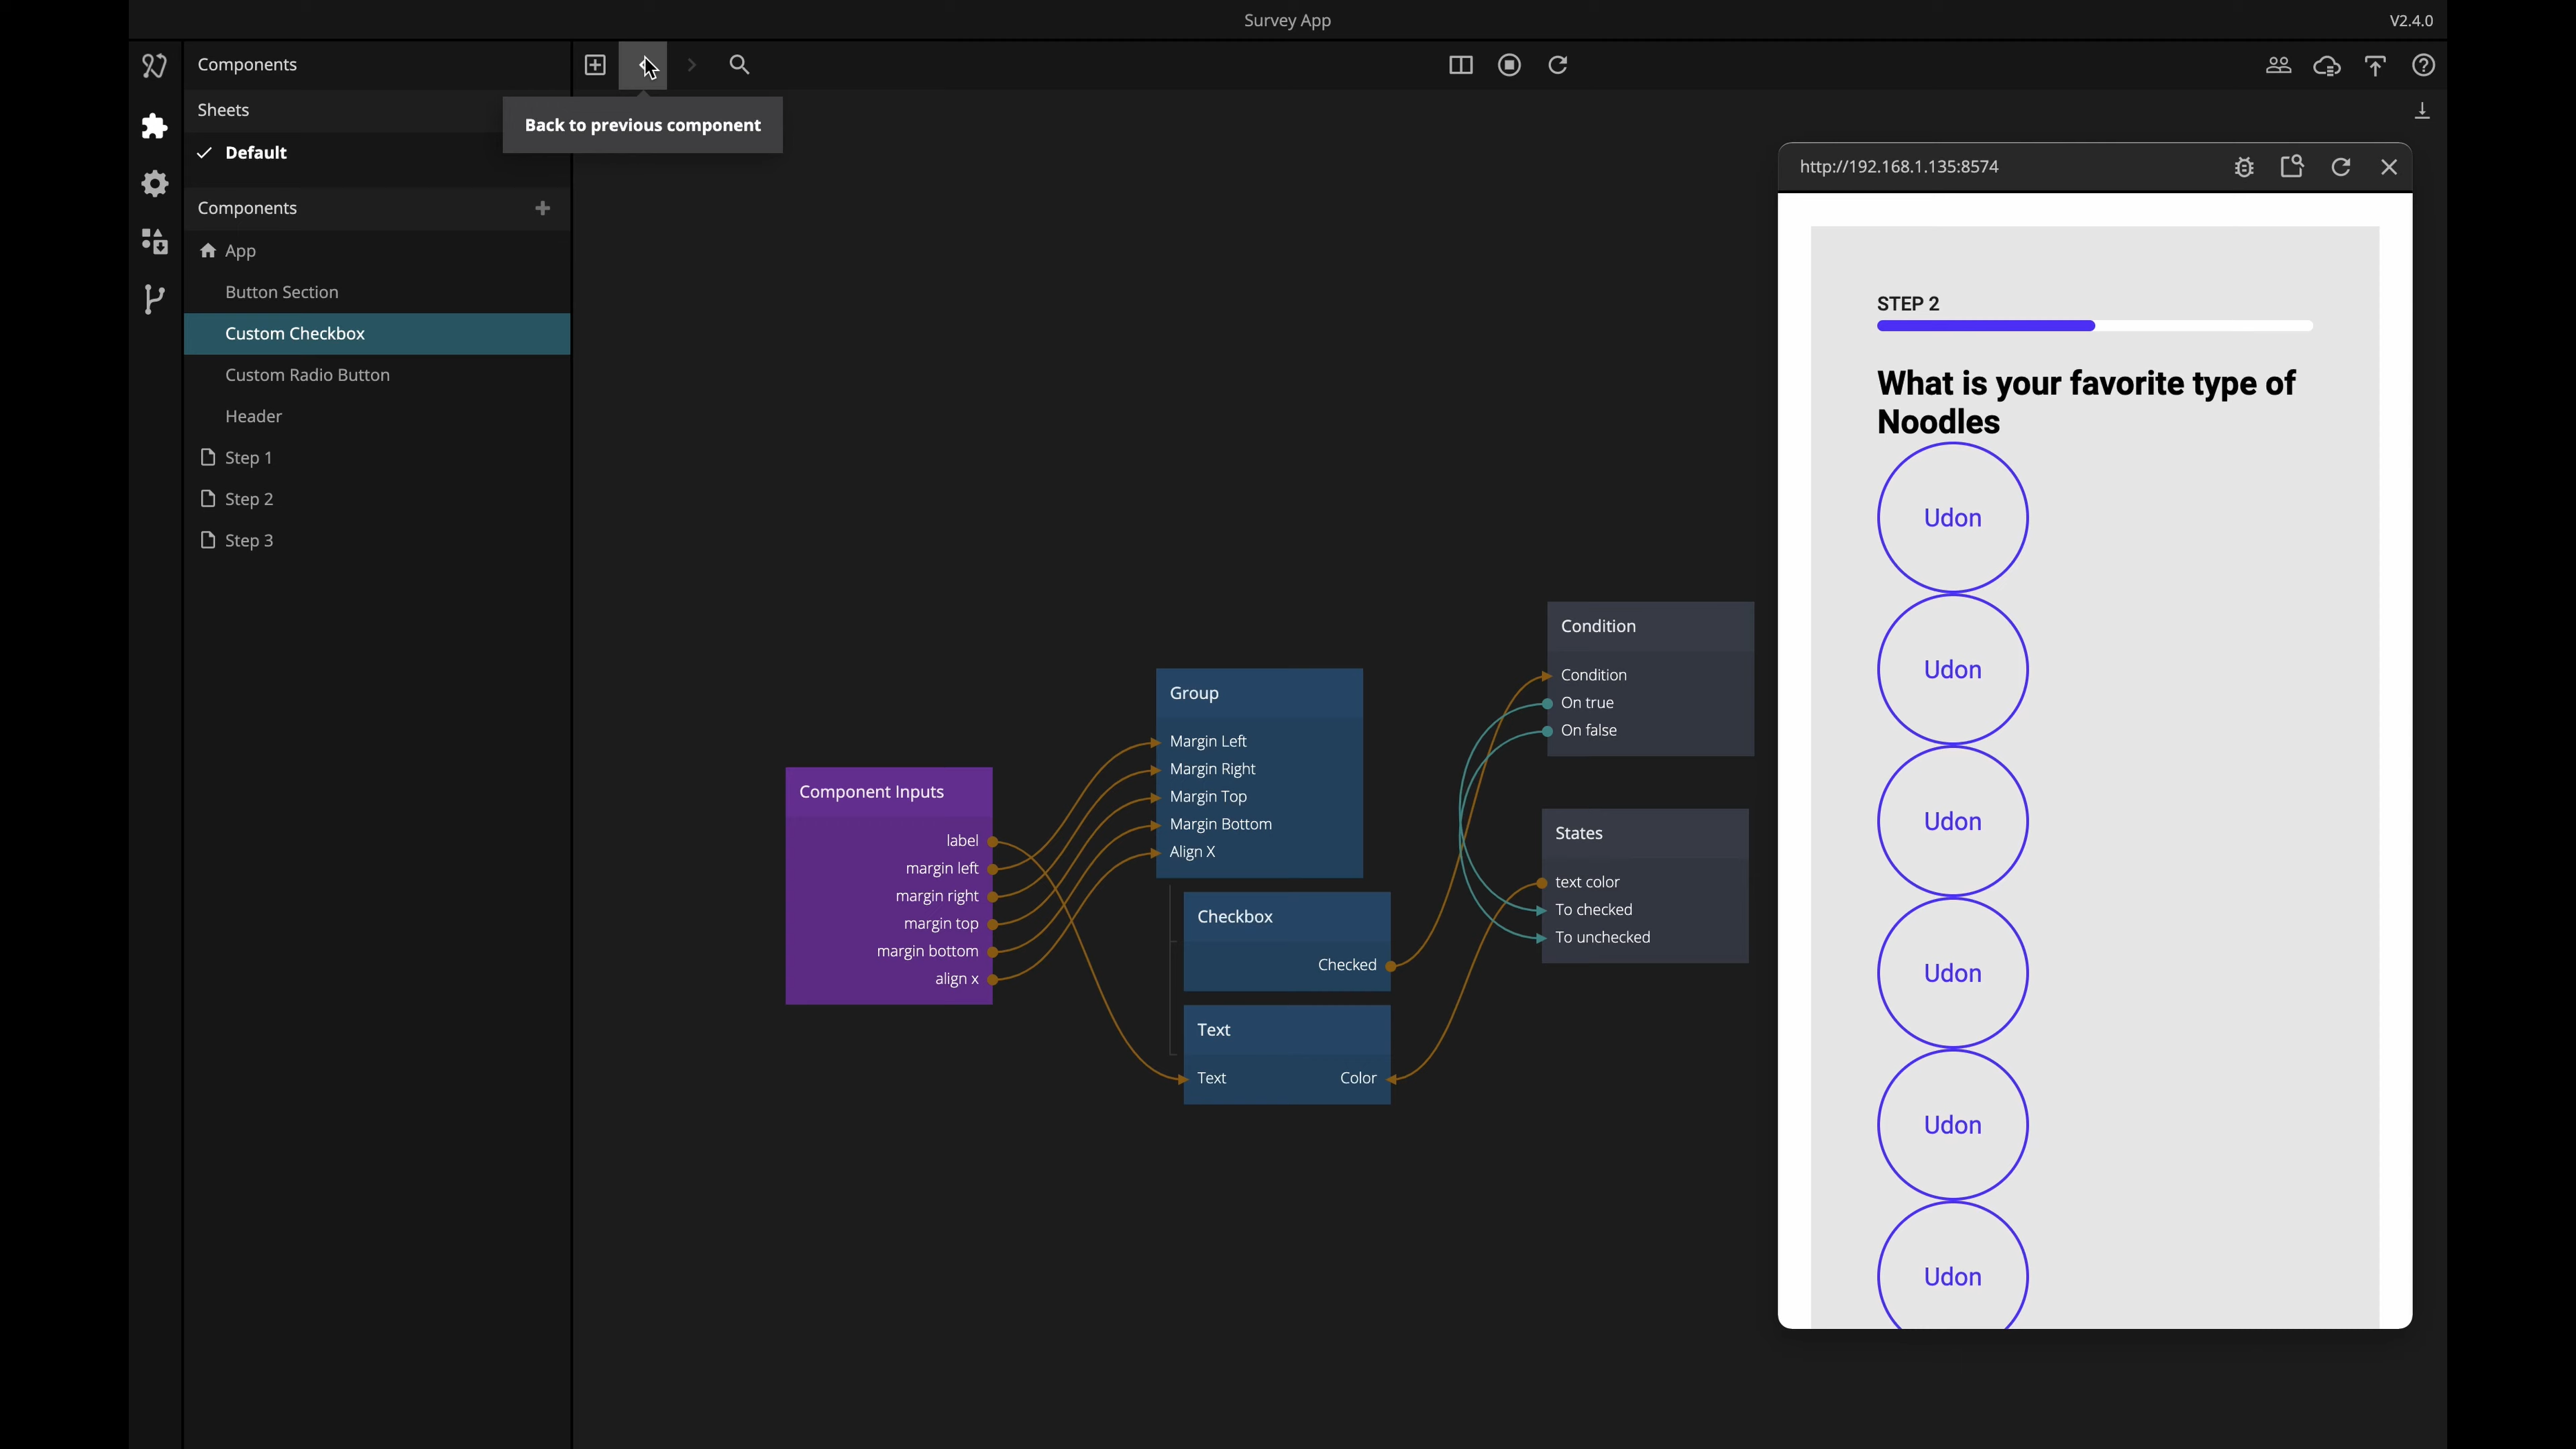 Survey App
V2.4.0
Components
Back to previous component
Sheets
Default
Components
App
Button Section
Custom Checkbox
Custom Radio Button
Header
Step 1
Step 2
Step 3
Component Inputs
label
margin left
margin right
margin top
margin bottom
align x
Group
Margin Left
Margin Right
Margin Top
Margin Bottom
Align X
Checkbox
Checked
Text
Text Color
Condition
Condition
On true
On false
States
text color
To checked
To unchecked
http://192.168.1.135:8574
STEP 2
What is your favorite type of
Noodles
Udon
Udon
Udon
Udon
Udon
Udon